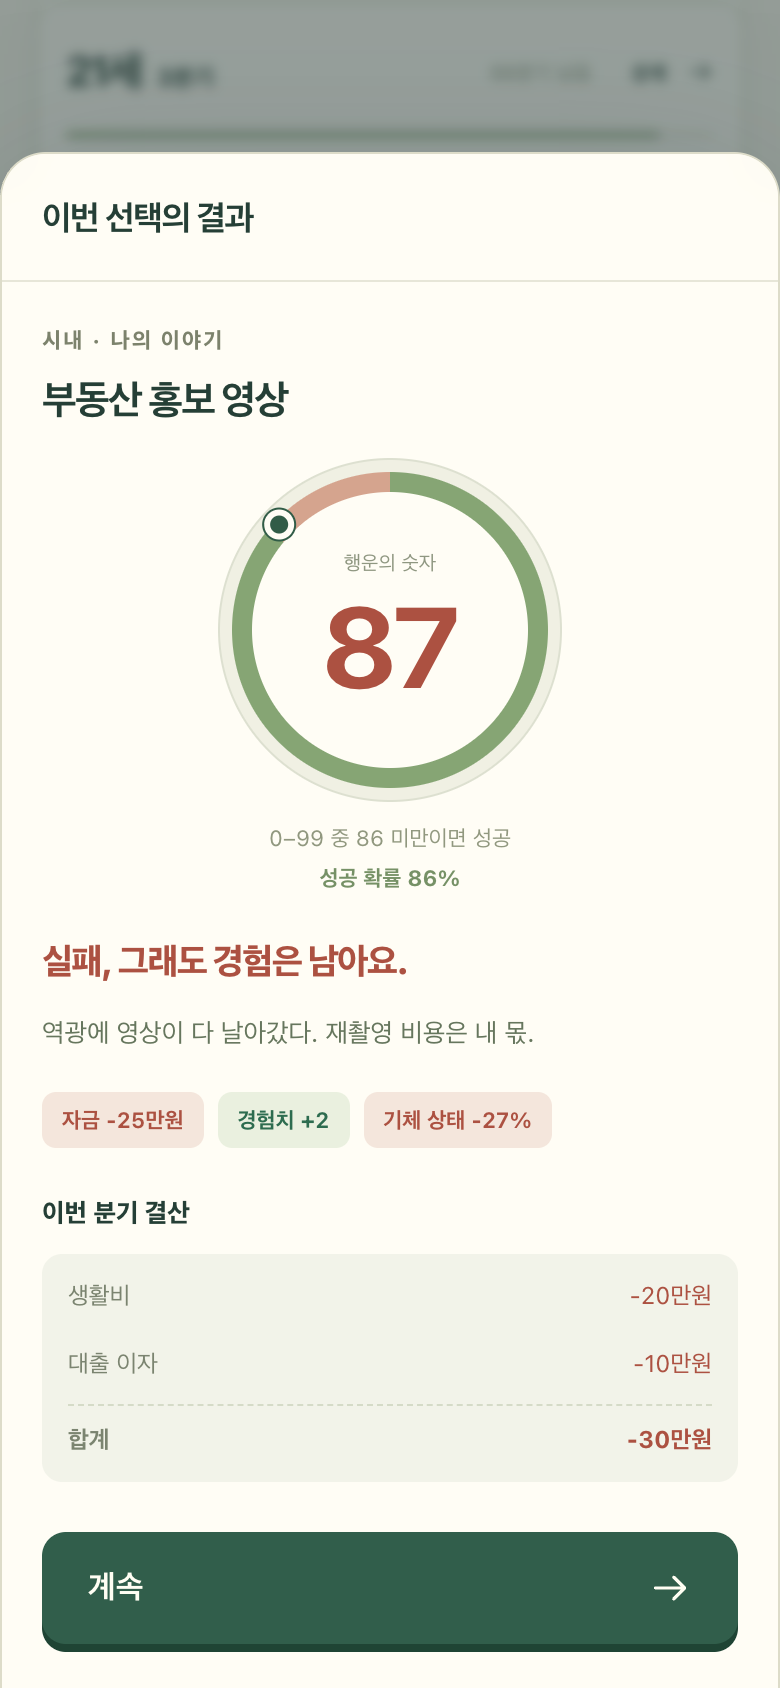 21세
이번 선택의 결과
시내 · 나의 이야기
부동산 홍보 영상
행운의 숫자
87
0–99 중 86 미만이면 성공
성공 확률 86%
실패, 그래도 경험은 남아요.
역광에 영상이 다 날아갔다. 재촬영 비용은 내 몫.
자금 -25만원 경험치 +2 기체 상태 -27%
이번 분기 결산
생활비 -20만원
대출 이자 -10만원
합계 -30만원
계속 →